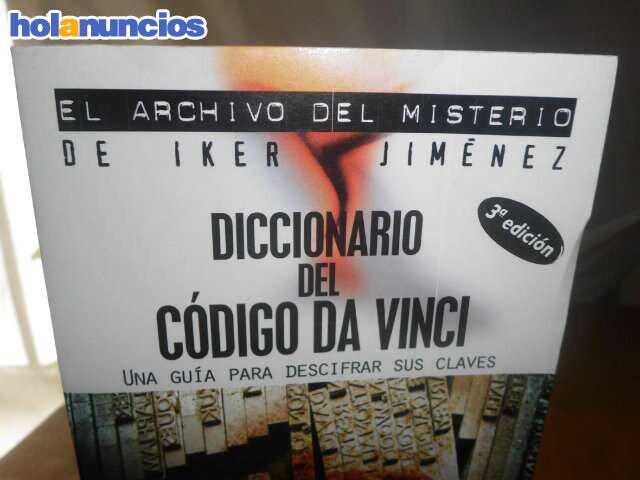 holanuncios
EL ARCHIVO DEL MISTERIO
DE IKER JIMÉNEZ
3ª edición
DICCIONARIO
DEL
CÓDIGO DA VINCI
UNA GUÍA PARA DESCIFRAR SUS CLAVES